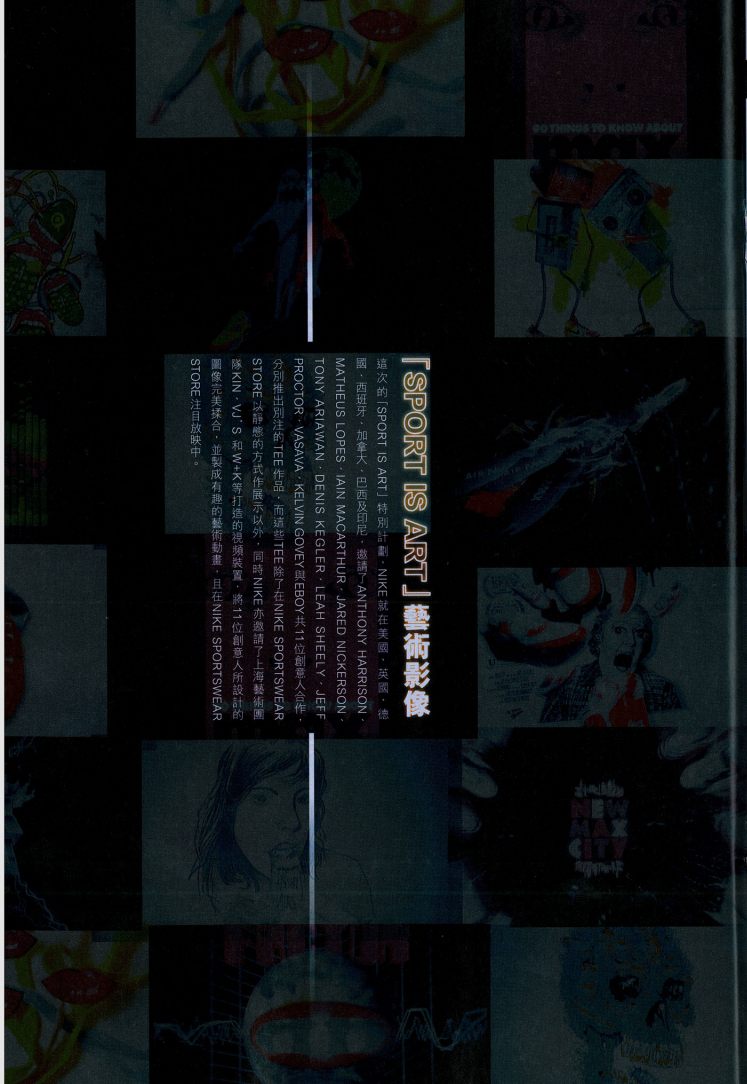 「SPORT IS ART」藝術影像
這次的「SPORT IS ART」特別計劃，NIKE就在美國，英國，德
國，西班牙，加拿大，巴西及印尼，邀請了ANTHONY HARRISON，
MATHEUS LOPES，IAIN MACARTHUR，JARED NICKERSON，
TONY ARIAWAN，DENIS KEGLER，LEAH SHEELY，JEFF
PROCTOR，VASAVA，KELVIN GOVEY與EBOY共11位創意人合作，
分別推出別注的TEE作品，而這些TEE除了在NIKE SPORTSWEAR
STORE以靜態的方式作展示以外，同時NIKE亦邀請了上海藝術團
隊KIN，VJ'S 和W+K等打造的視頻裝置，將11位創意人所設計的
圖像完美揉合，並製成有趣的藝術動畫，且在NIKE SPORTSWEAR
STORE注目放映中。
90 THINGS TO KNOW ABOUT
max
NEW
MAX
CITY